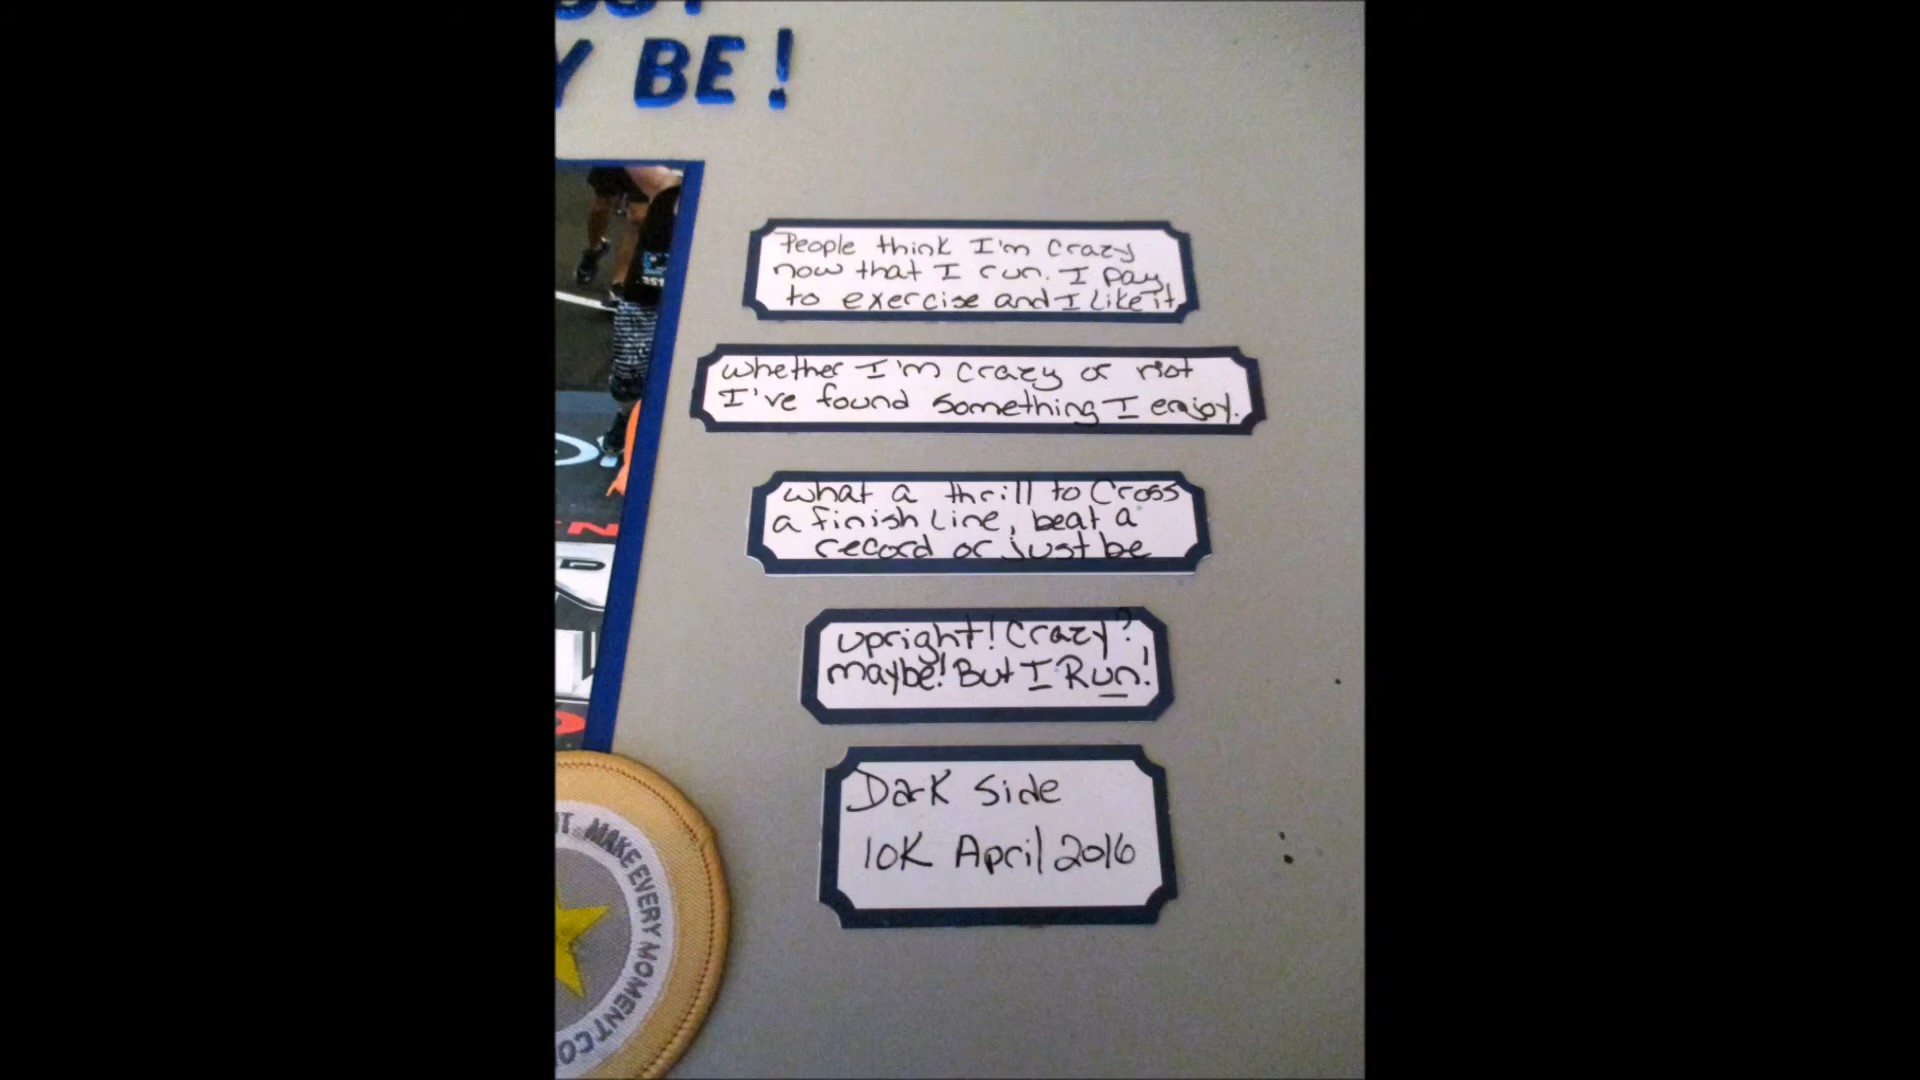 Y BE!
People think I'm crazy
now that I run. I pay
to exercise and I like it
whether I'm crazy or not
I've found something I enjoy.
what a thrill to cross
a finish line, beat a
record or just be
upright! Crazy?
maybe! But I Run!
Dark Side
10K April 2016
MAKE EVERY MOMENT CO